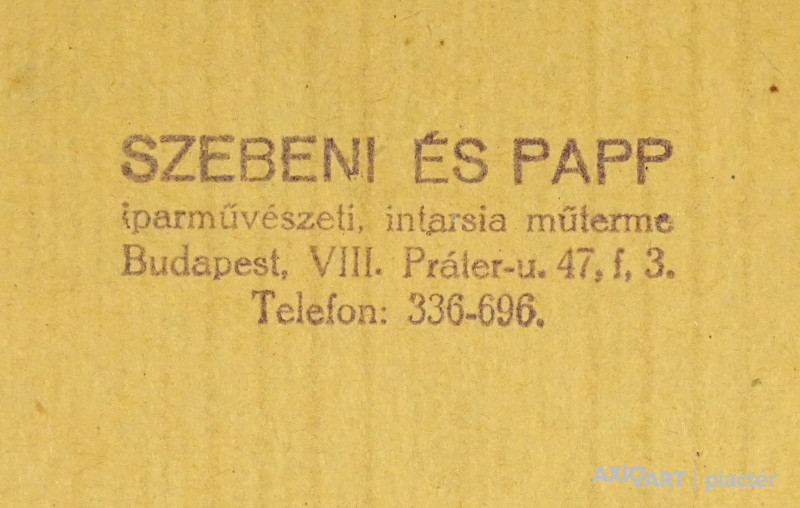 SZEBENI ÉS PAPP
iparművészeti, intarsia műterme
Budapest, VIII. Práter-u. 47, f, 3.
Telefon: 336-696.
AXIOART | piactér